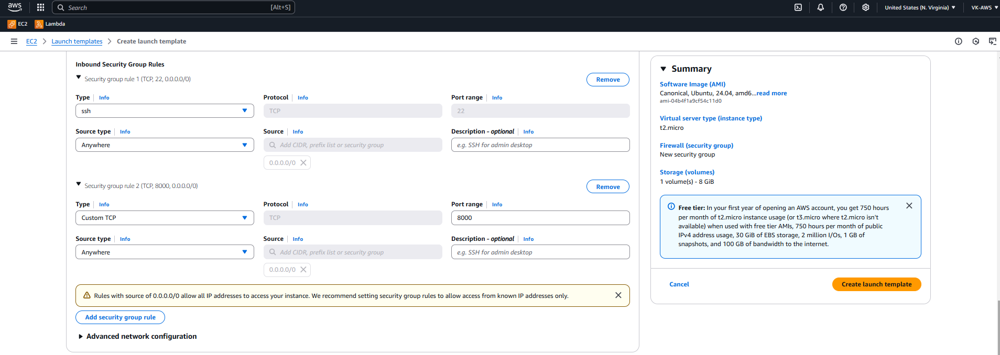 aws
Search [Alt+S]
United States (N. Virginia)
VK-AWS
EC2 Lambda
EC2 > Launch templates > Create launch template
Inbound Security Group Rules
Security group rule 1 (TCP, 22, 0.0.0.0/0)
Remove
Type Info Protocol Info Port range Info
ssh TCP 22
Source type Info Source Info Description - optional Info
Anywhere Add CIDR, prefix list or security group e.g. SSH for admin desktop
0.0.0.0/0
Security group rule 2 (TCP, 8000, 0.0.0.0/0)
Remove
Type Info Protocol Info Port range Info
Custom TCP TCP 8000
Source type Info Source Info Description - optional Info
Anywhere Add CIDR, prefix list or security group e.g. SSH for admin desktop
0.0.0.0/0
Rules with source of 0.0.0.0/0 allow all IP addresses to access your instance. We recommend setting security group rules to allow access from known IP addresses only.
Add security group rule
Advanced network configuration
Summary
Software Image (AMI)
Canonical, Ubuntu, 24.04, amd6...read more
ami-04b4f1a9cf54c11d0
Virtual server type (instance type)
t2.micro
Firewall (security group)
New security group
Storage (volumes)
1 volume(s) - 8 GiB
Free tier: In your first year of opening an AWS account, you get 750 hours
per month of t2.micro instance usage (or t3.micro where t2.micro isn't
available) when used with free tier AMIs, 750 hours per month of public
IPv4 address usage, 30 GiB of EBS storage, 2 million I/Os, 1 GB of
snapshots, and 100 GB of bandwidth to the internet.
Cancel
Create launch template